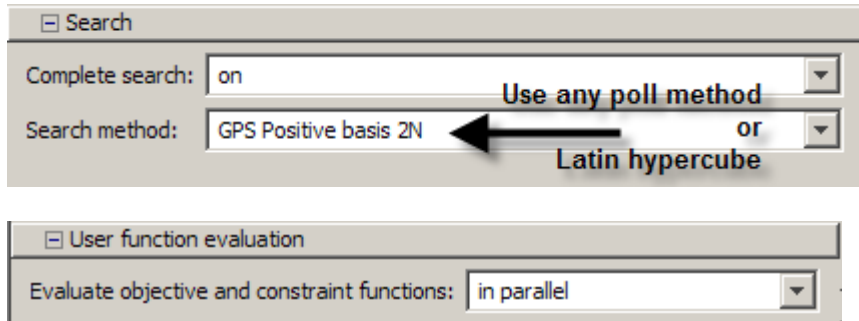 Search
Complete search: on
Use any poll method
Search method: GPS Positive basis 2N or
Latin hypercube
User function evaluation
Evaluate objective and constraint functions: in parallel